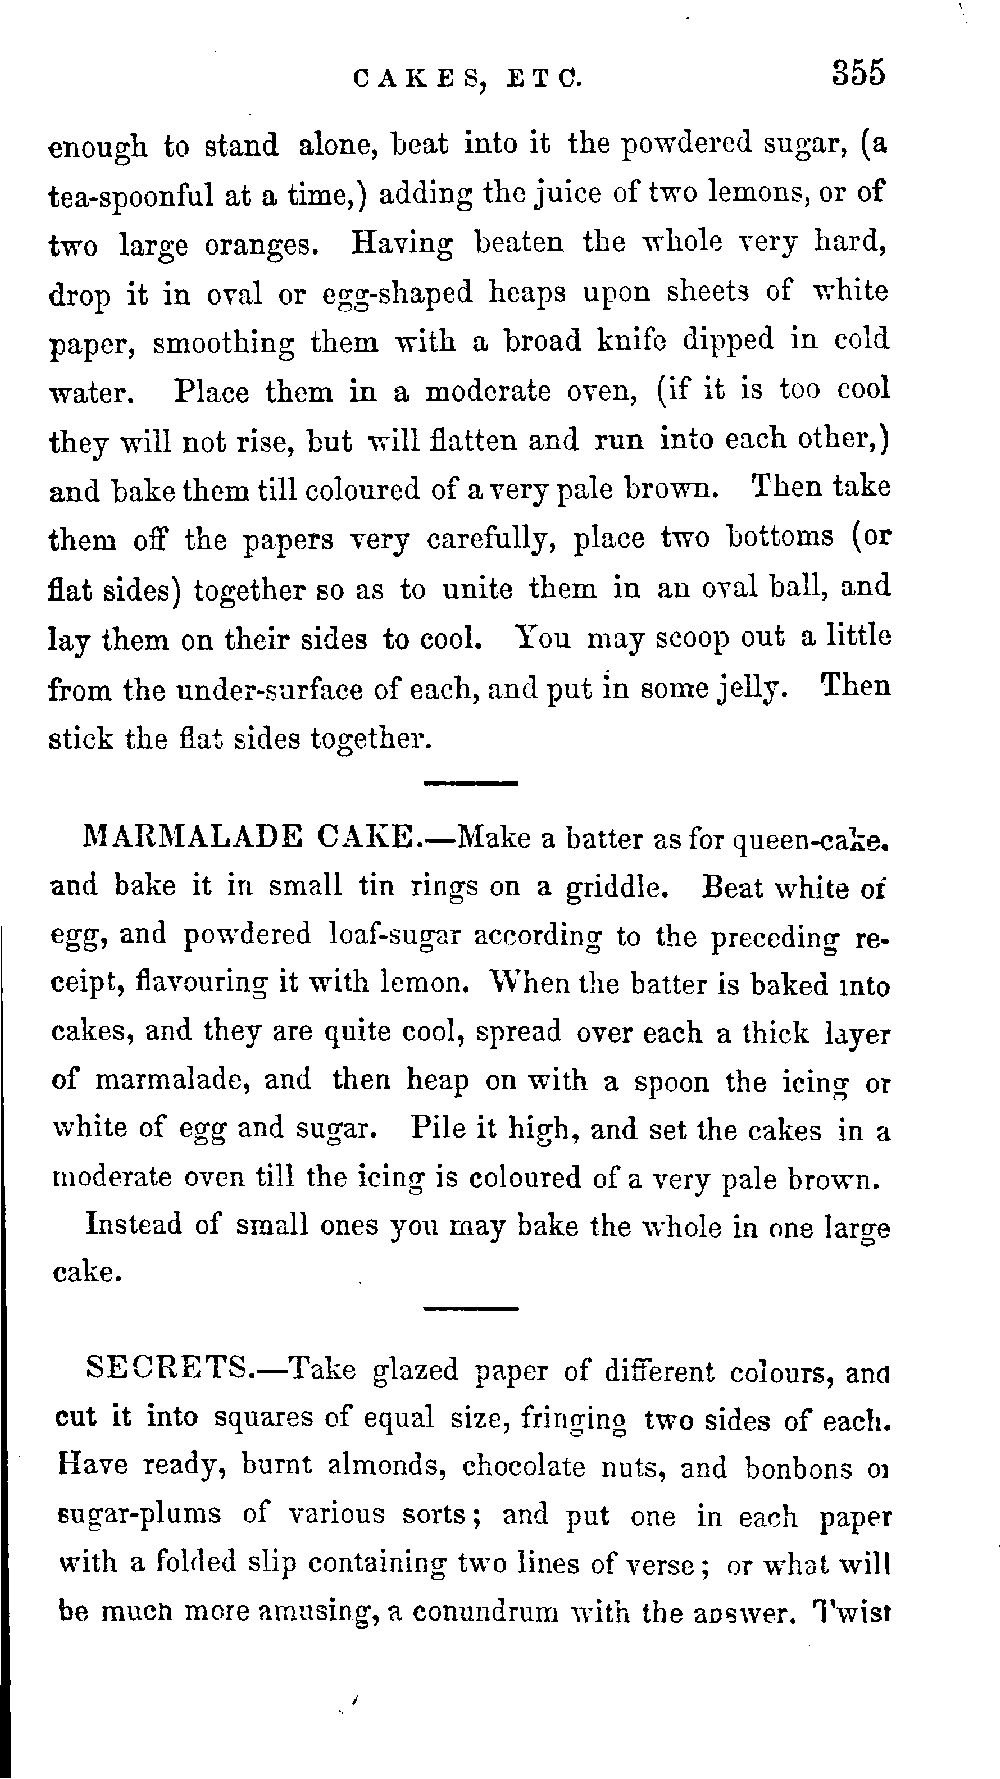 CAKES, ETC. 355
enough to stand alone, beat into it the powdered sugar, (a
tea-spoonful at a time,) adding the juice of two lemons, or of
two large oranges. Having beaten the whole very hard,
drop it in oval or egg-shaped heaps upon sheets of white
paper, smoothing them with a broad knife dipped in cold
water. Place them in a moderate oven, (if it is too cool
they will not rise, but will flatten and run into each other,)
and bake them till coloured of a very pale brown. Then take
them off the papers very carefully, place two bottoms (or
flat sides) together so as to unite them in an oval ball, and
lay them on their sides to cool. You may scoop out a little
from the under-surface of each, and put in some jelly. Then
stick the flat sides together.
MARMALADE CAKE.—Make a batter as for queen-cake.
and bake it in small tin rings on a griddle. Beat white of
egg, and powdered loaf-sugar according to the preceding re-
ceipt, flavouring it with lemon. When the batter is baked into
cakes, and they are quite cool, spread over each a thick layer
of marmalade, and then heap on with a spoon the icing or
white of egg and sugar. Pile it high, and set the cakes in a
moderate oven till the icing is coloured of a very pale brown.
Instead of small ones you may bake the whole in one large
cake.
SECRETS.—Take glazed paper of different colours, and
cut it into squares of equal size, fringing two sides of each.
Have ready, burnt almonds, chocolate nuts, and bonbons or
sugar-plums of various sorts; and put one in each paper
with a folded slip containing two lines of verse; or what will
be much more amusing, a conundrum with the answer. Twist